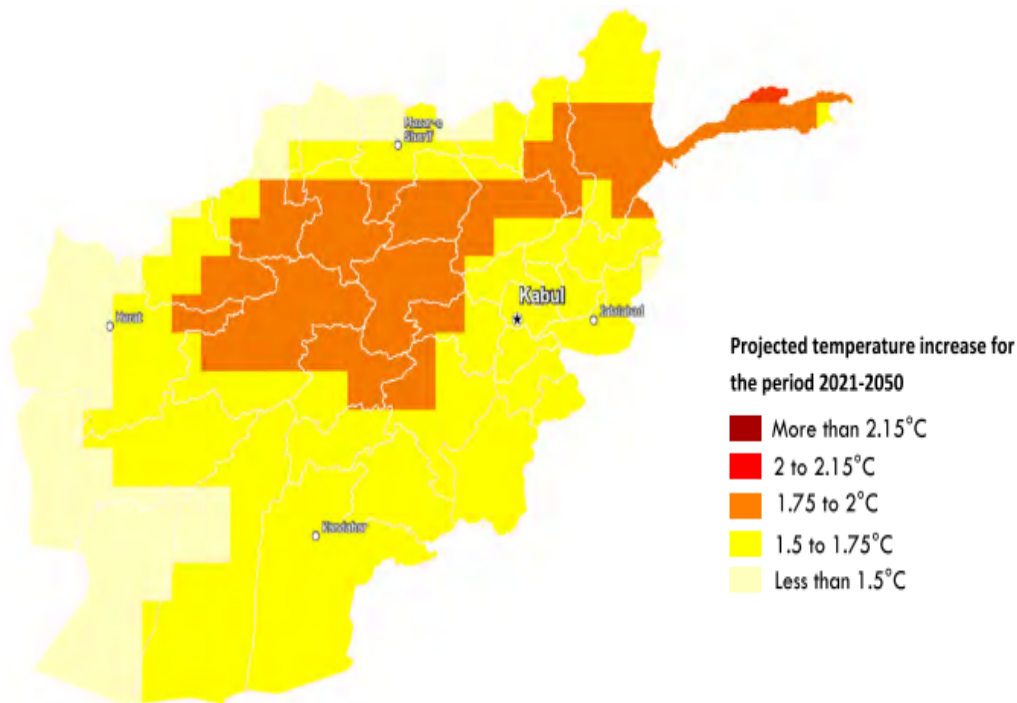 Mazar-e
Sharif
Kabul
Jalalabad
Harat
Kandahar
Projected temperature increase for
the period 2021-2050
More than 2.15°C
2 to 2.15°C
1.75 to 2°C
1.5 to 1.75°C
Less than 1.5°C